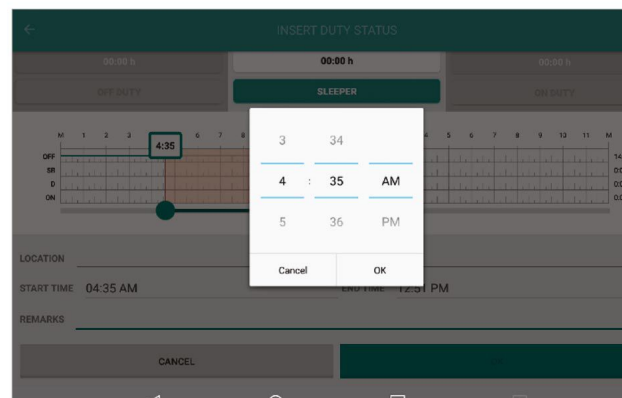 INSERT DUTY STATUS
00:00 h 00:00 h 00:00 h
OFF DUTY SLEEPER ON DUTY
M 1 2 3 6 7 8 4 5 6 7 8 9 10 11 M
4:35
OFF
SB
D
ON
3 34
4 : 35 AM
5 36 PM
Cancel OK
LOCATION
START TIME 04:35 AM END TIME 12:51 PM
REMARKS
CANCEL